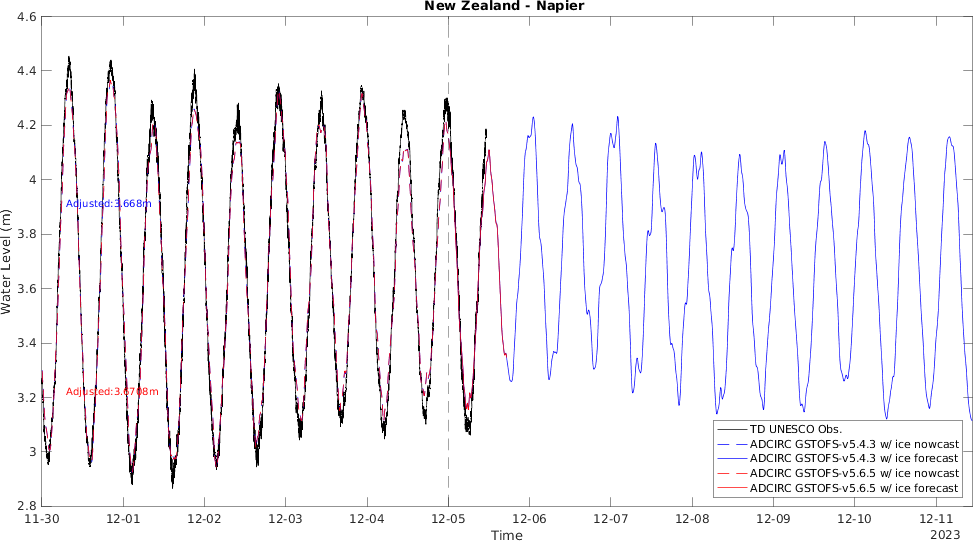 New Zealand - Napier
4.6
4.4
4.2
4
3.8
3.6
3.4
3.2
3
2.8
Water Level (m)
Adjusted:3.668m
Adjusted:3.6708m
TD UNESCO Obs.
ADCIRC GSTOFS-v5.4.3 w/ ice nowcast
ADCIRC GSTOFS-v5.4.3 w/ ice forecast
ADCIRC GSTOFS-v5.6.5 w/ ice nowcast
ADCIRC GSTOFS-v5.6.5 w/ ice forecast
11-30 12-01 12-02 12-03 12-04 12-05 12-06 12-07 12-08 12-09 12-10 12-11
Time
2023